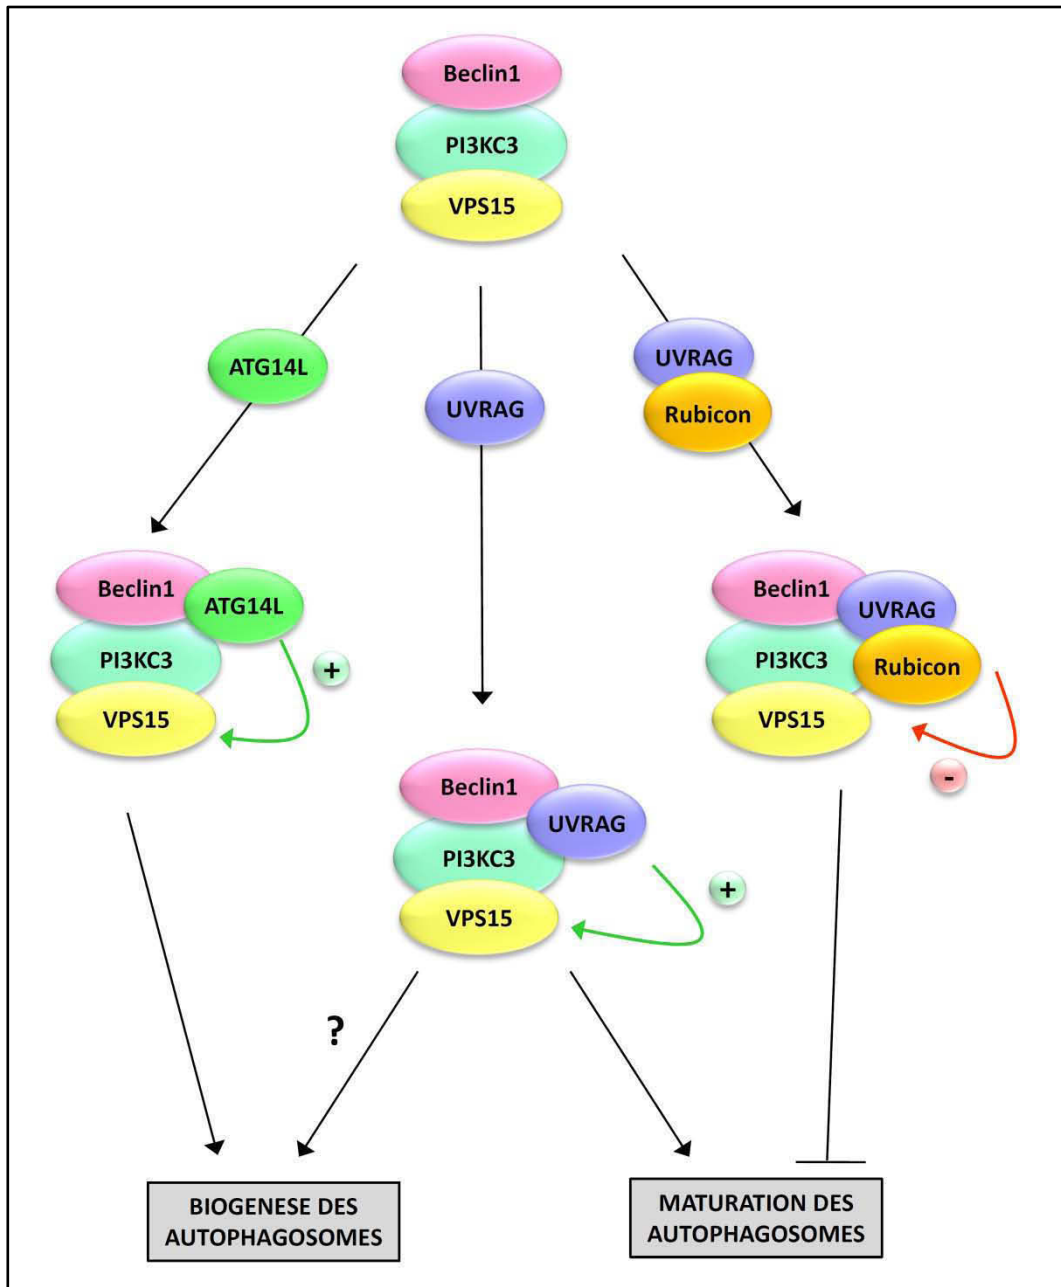 Beclin1
PI3KC3
VPS15
ATG14L
UVRAG
UVRAG
Rubicon
Beclin1
ATG14L
PI3KC3
VPS15
+
Beclin1
UVRAG
PI3KC3
Rubicon
VPS15
-
Beclin1
UVRAG
PI3KC3
VPS15
+
?
BIOGENESE DES
AUTOPHAGOSOMES
MATURATION DES
AUTOPHAGOSOMES